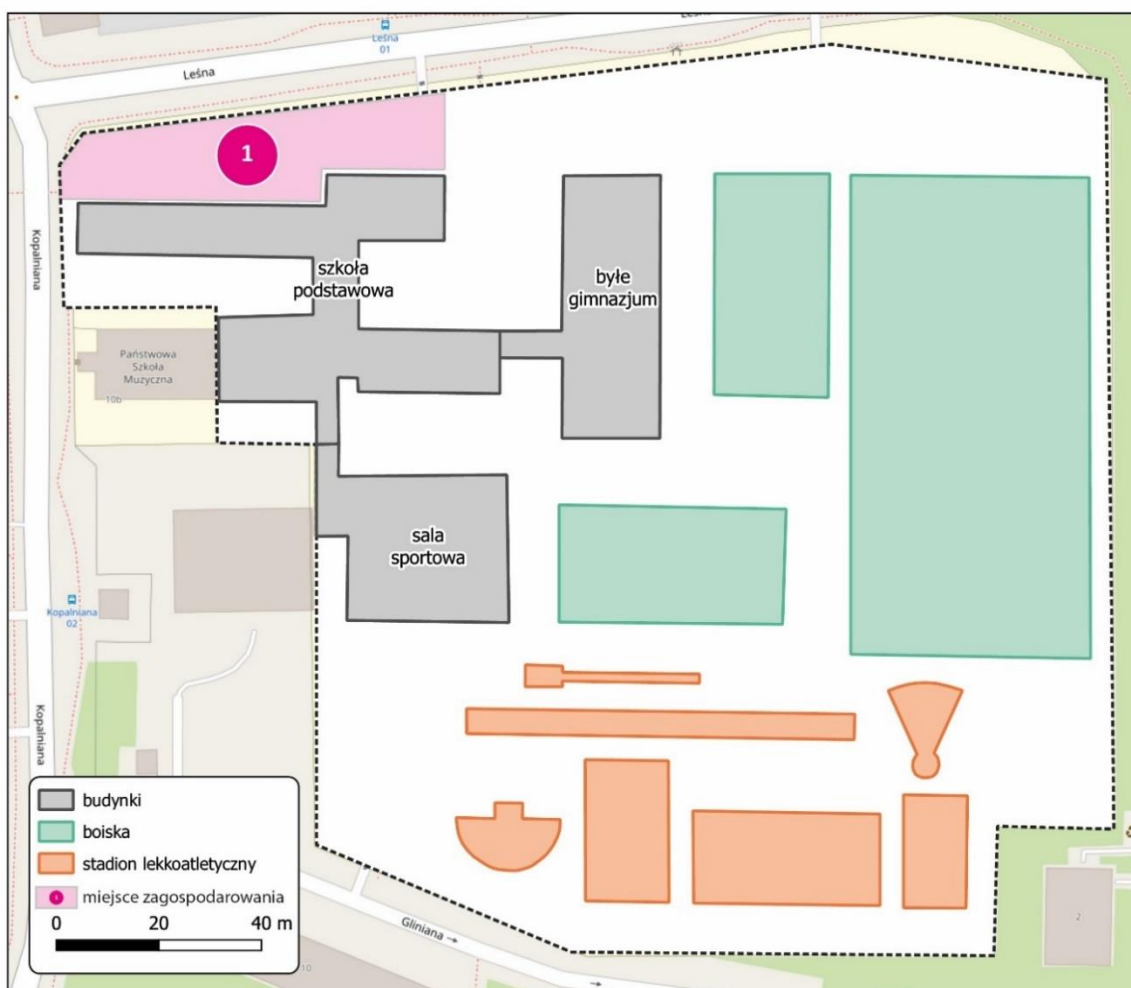 Leśna
01
Leśna
1
szkoła
podstawowa
byłe
gimnazjum
Kopalniana
Państwowa
Szkoła
Muzyczna
10b
sala
sportowa
Kopalniana
02
Kopalniana
budynki
boiska
stadion lekkoatletyczny
1
miejsce zagospodarowania
0 20 40 m
Gliniana →
10
2